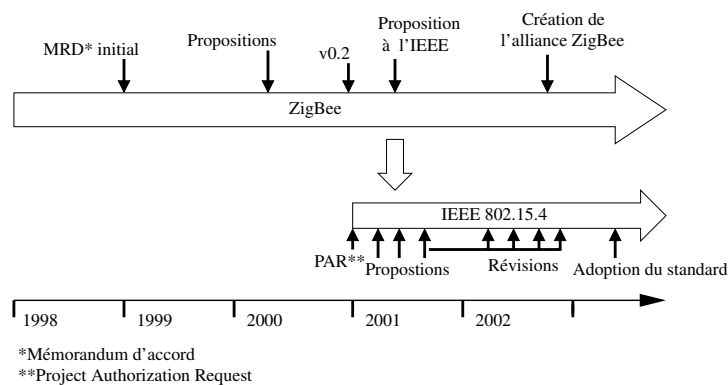 MRD* initial
Propositions
v0.2
Proposition
à l'IEEE
Création de
l'alliance ZigBee
ZigBee
IEEE 802.15.4
PAR**
Propostions
Révisions
Adoption du standard
1998
1999
2000
2001
2002
*Mémorandum d'accord
**Project Authorization Request